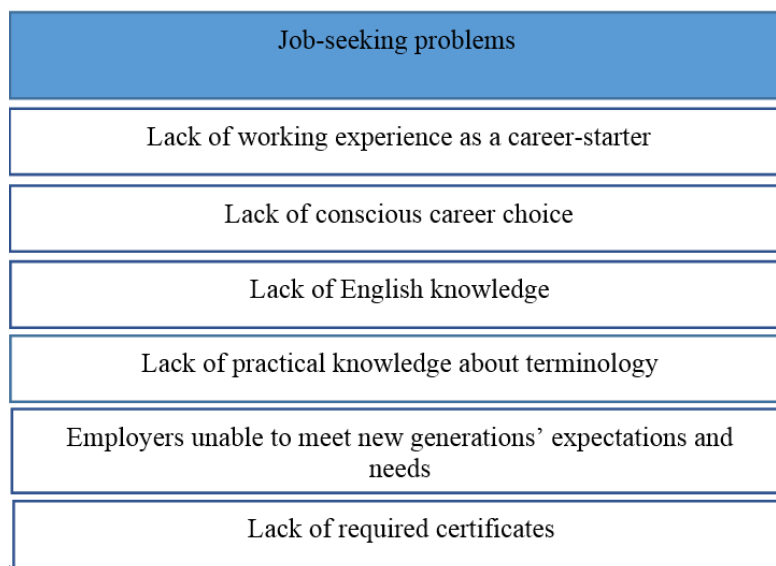 Job-seeking problems
Lack of working experience as a career-starter
Lack of conscious career choice
Lack of English knowledge
Lack of practical knowledge about terminology
Employers unable to meet new generations’ expectations and
needs
Lack of required certificates